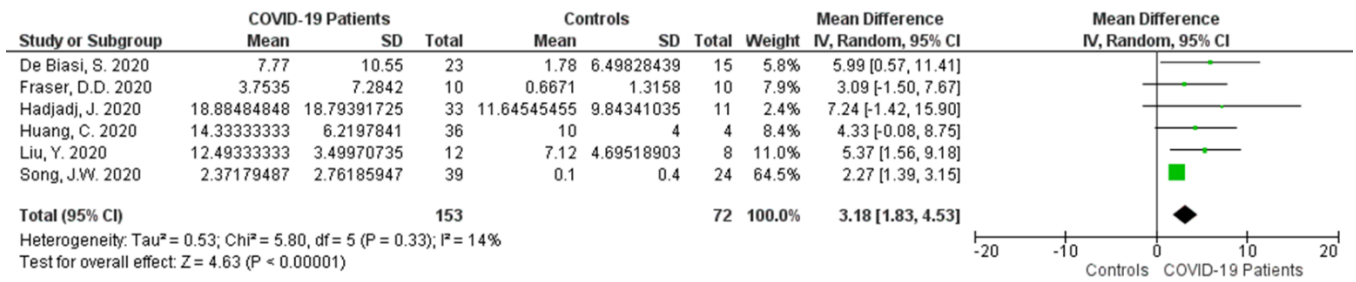 COVID-19 Patients Controls Mean Difference Mean Difference
Study or Subgroup Mean SD Total Mean SD Total Weight IV, Random, 95% CI IV, Random, 95% CI
De Biasi, S. 2020 7.77 10.55 23 1.78 6.49828439 15 5.8% 5.99 [0.57, 11.41]
Fraser, D.D. 2020 3.7535 7.2842 10 0.6671 1.3158 10 7.9% 3.09 [-1.50, 7.67]
Hadjadj, J. 2020 18.88484848 18.79391725 33 11.64545455 9.84341035 11 2.4% 7.24 [-1.42, 15.90]
Huang, C. 2020 14.33333333 6.2197841 36 10 4 4 8.4% 4.33 [-0.08, 8.75]
Liu, Y. 2020 12.49333333 3.49970735 12 7.12 4.69518903 8 11.0% 5.37 [1.56, 9.18]
Song, J.W. 2020 2.37179487 2.76185947 39 0.1 0.4 24 64.5% 2.27 [1.39, 3.15]
Total (95% CI) 153 72 100.0% 3.18 [1.83, 4.53]
Heterogeneity: Tau² = 0.53; Chi² = 5.80, df = 5 (P = 0.33); I² = 14%
Test for overall effect: Z = 4.63 (P < 0.00001)
-20 -10 0 10 20
Controls COVID-19 Patients